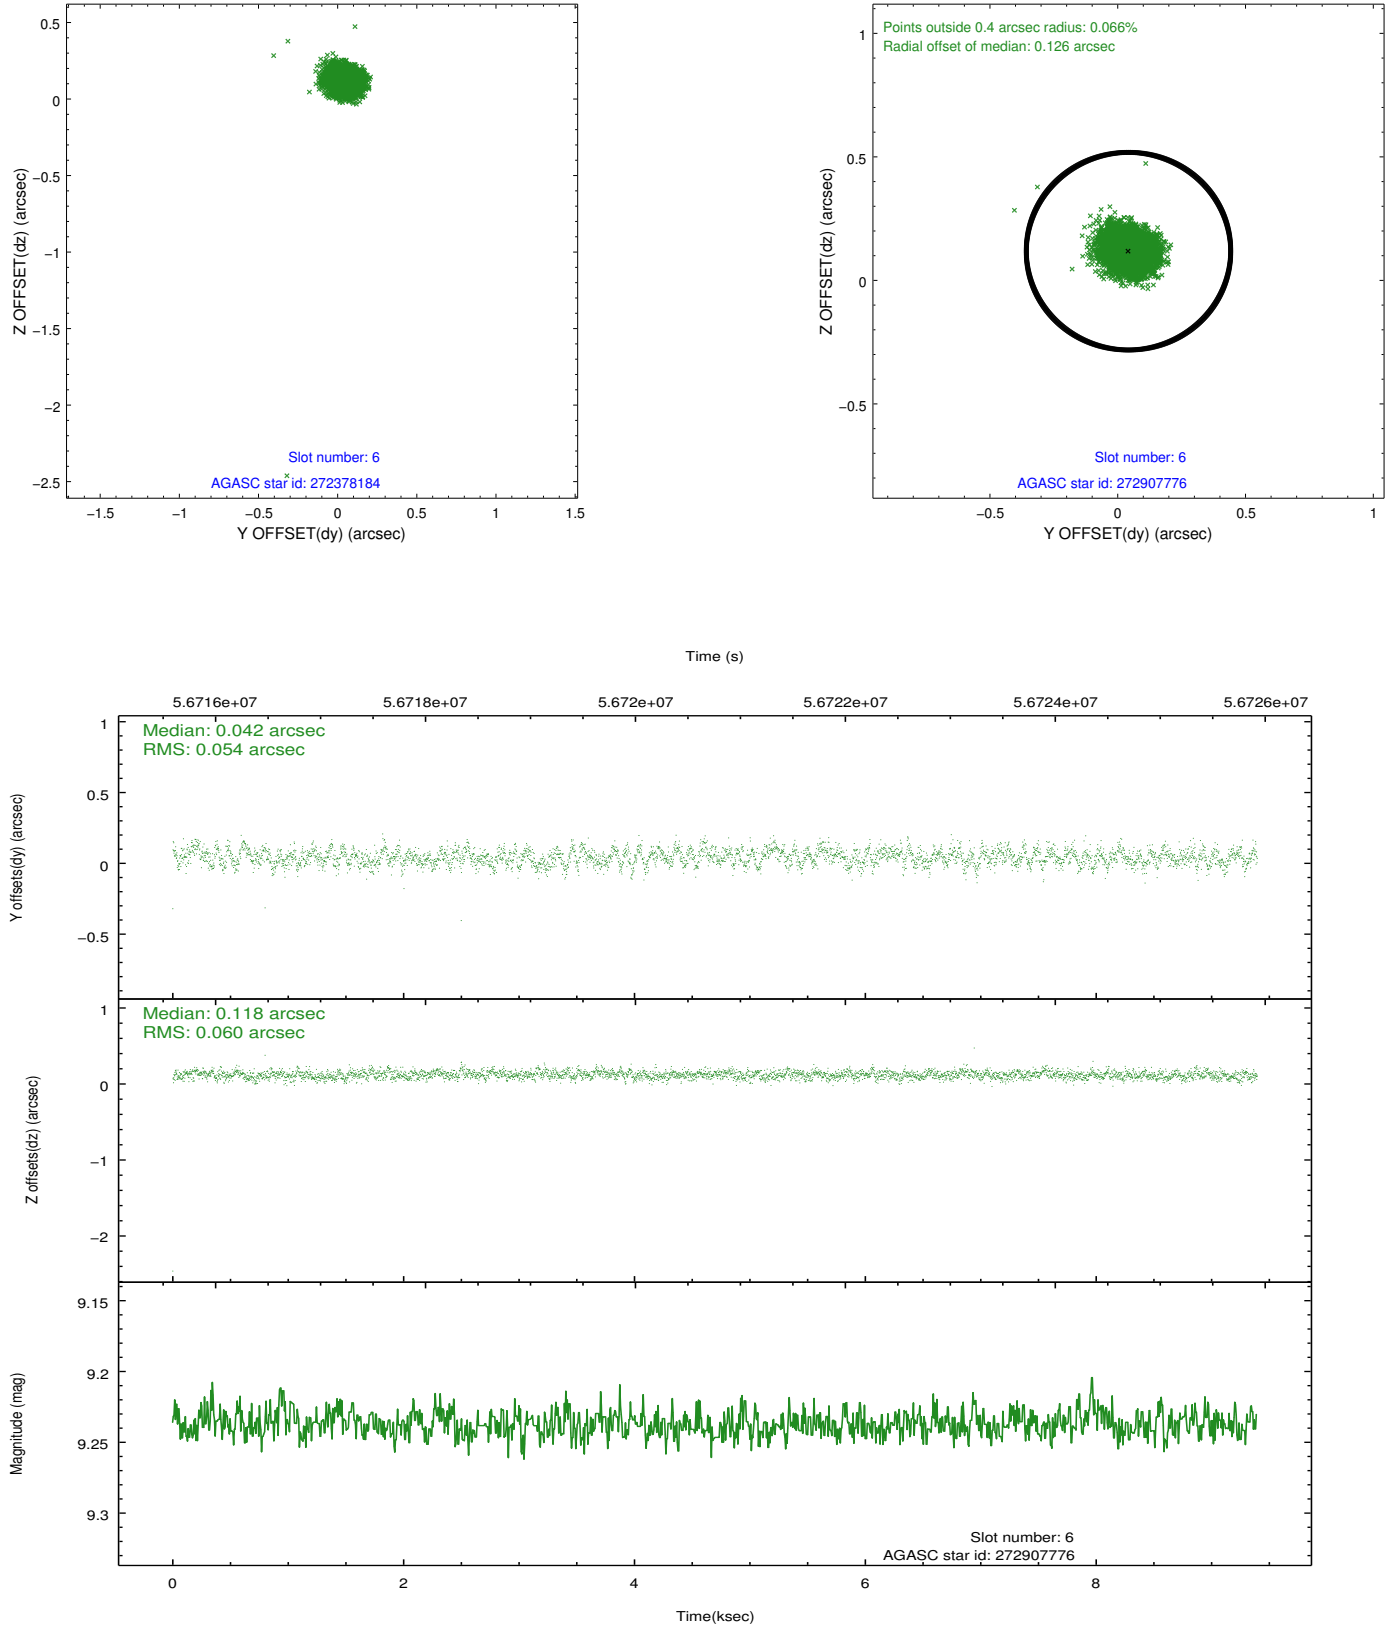 0.5
0
−0.5
−1
−1.5
−2
−2.5
Z OFFSET(dz) (arcsec)
Slot number: 6
AGASC star id: 272378184
−1.5 −1 −0.5 0 0.5 1 1.5
Y OFFSET(dy) (arcsec)
Points outside 0.4 arcsec radius: 0.066%
Radial offset of median: 0.126 arcsec
1
0.5
0
−0.5
Z OFFSET(dz) (arcsec)
Slot number: 6
AGASC star id: 272907776
−0.5 0 0.5 1
Y OFFSET(dy) (arcsec)
Time (s)
5.6716e+07 5.6718e+07 5.672e+07 5.6722e+07 5.6724e+07 5.6726e+07
Median: 0.042 arcsec
RMS: 0.054 arcsec
1
0.5
0
−0.5
Y offsets(dy) (arcsec)
Median: 0.118 arcsec
RMS: 0.060 arcsec
1
0
−1
−2
Z offsets(dz) (arcsec)
9.15
9.2
9.25
9.3
Magnitude (mag)
Slot number: 6
AGASC star id: 272907776
0 2 4 6 8
Time(ksec)